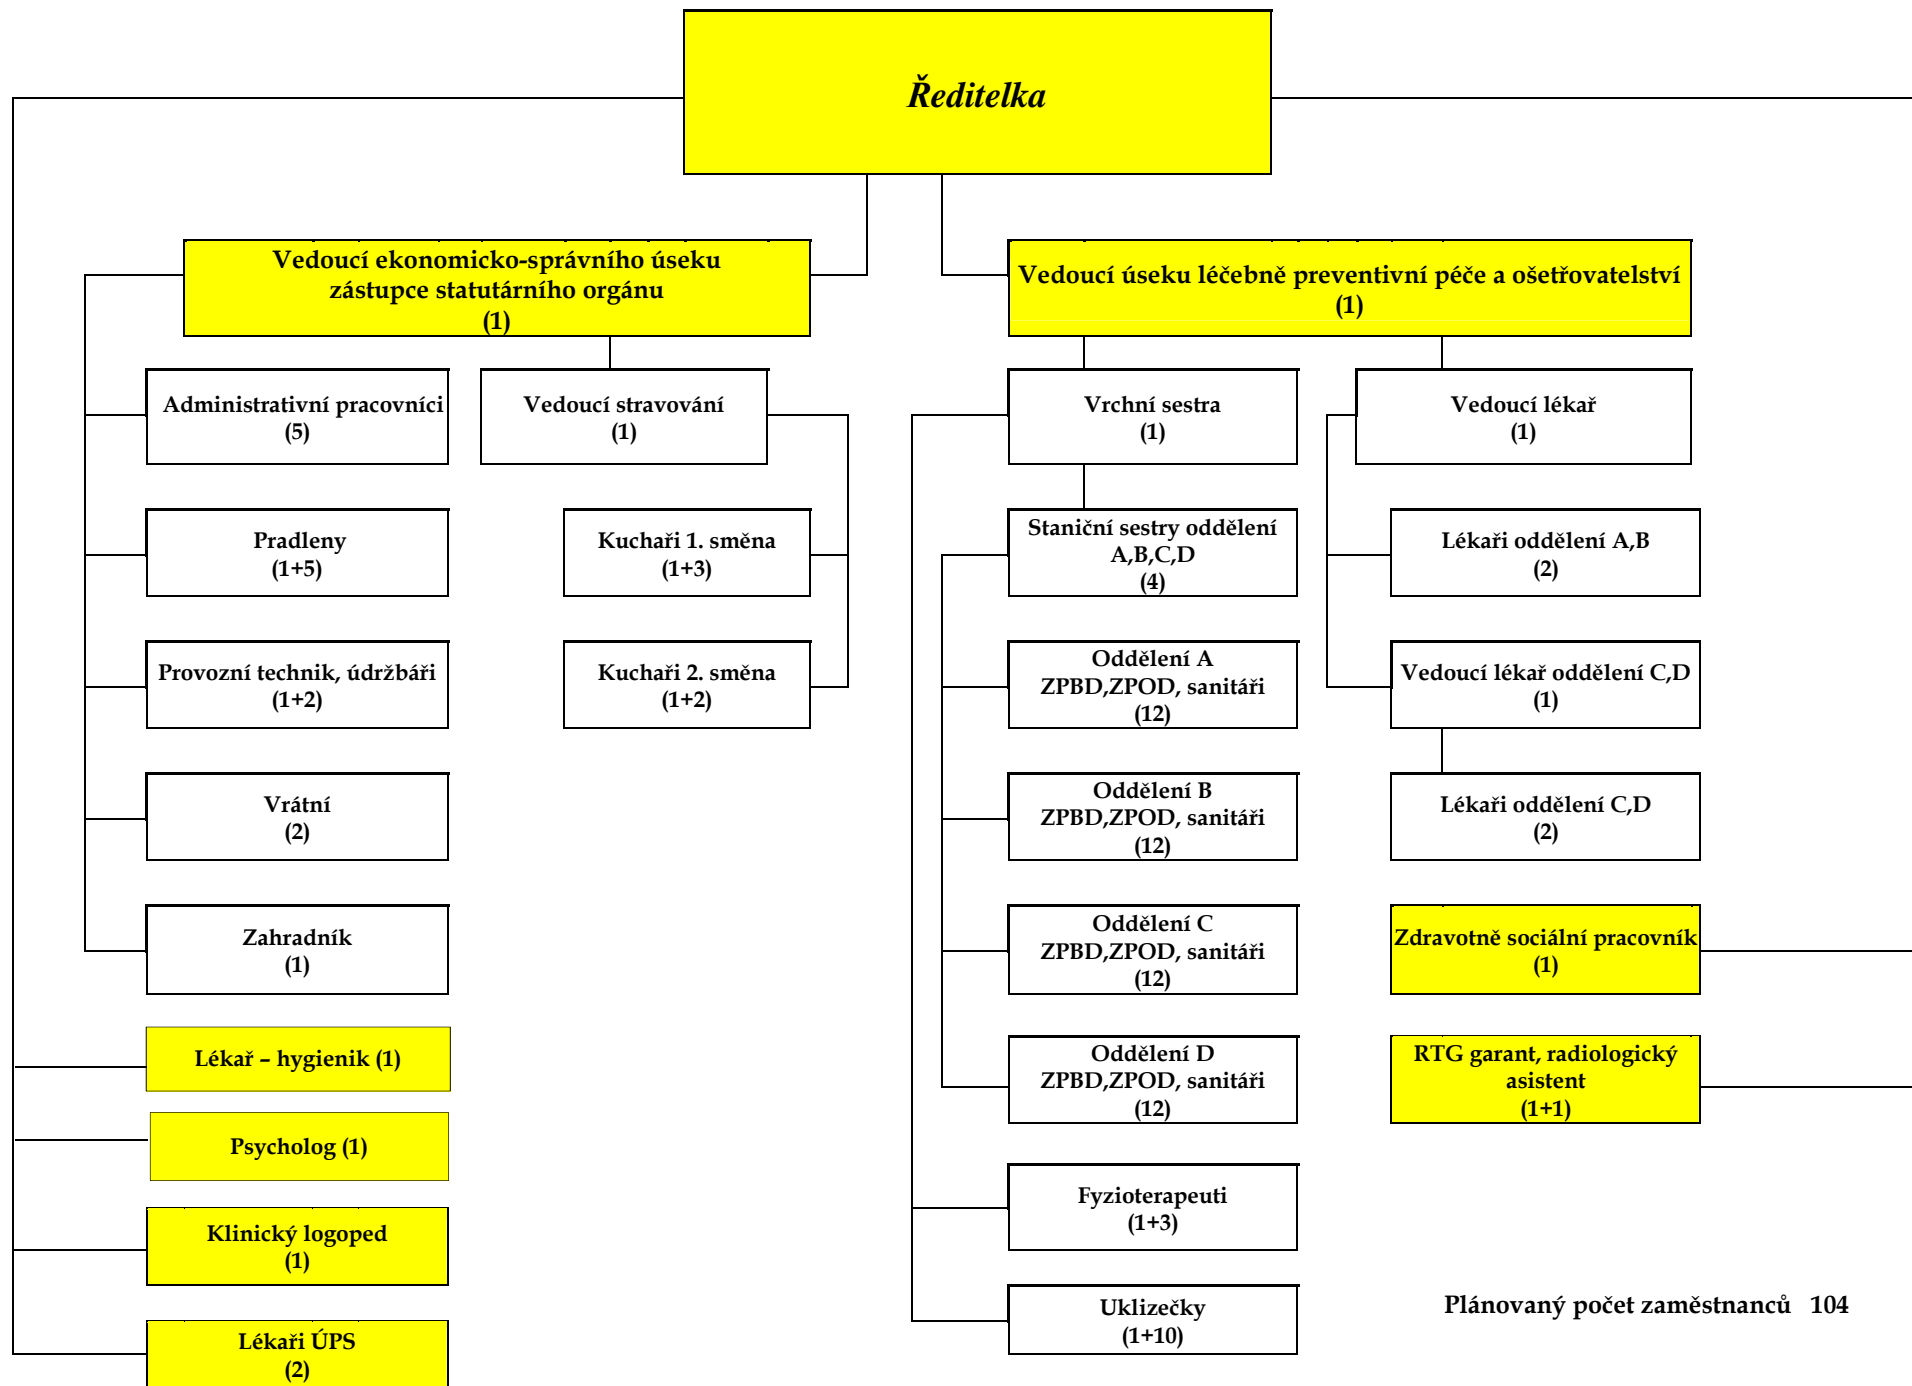 Ředitelka
Vedoucí ekonomicko-správního úseku
zástupce statutárního orgánu
(1)
Vedoucí úseku léčebně preventivní péče a ošetřovatelství
(1)
Administrativní pracovníci
(5)
Vedoucí stravování
(1)
Vrchní sestra
(1)
Vedoucí lékař
(1)
Pradleny
(1+5)
Kuchaři 1. směna
(1+3)
Staniční sestry oddělení
A,B,C,D
(4)
Lékaři oddělení A,B
(2)
Provozní technik, údržbáři
(1+2)
Kuchaři 2. směna
(1+2)
Oddělení A
ZPBD,ZPOD, sanitáři
(12)
Vedoucí lékař oddělení C,D
(1)
Vrátní
(2)
Oddělení B
ZPBD,ZPOD, sanitáři
(12)
Lékaři oddělení C,D
(2)
Zahradník
(1)
Oddělení C
ZPBD,ZPOD, sanitáři
(12)
Zdravotně sociální pracovník
(1)
Lékař – hygienik (1)
Oddělení D
ZPBD,ZPOD, sanitáři
(12)
RTG garant, radiologický
asistent
(1+1)
Psycholog (1)
Fyzioterapeuti
(1+3)
Klinický logoped
(1)
Uklizečky
(1+10)
Plánovaný počet zaměstnanců 104
Lékaři ÚPS
(2)